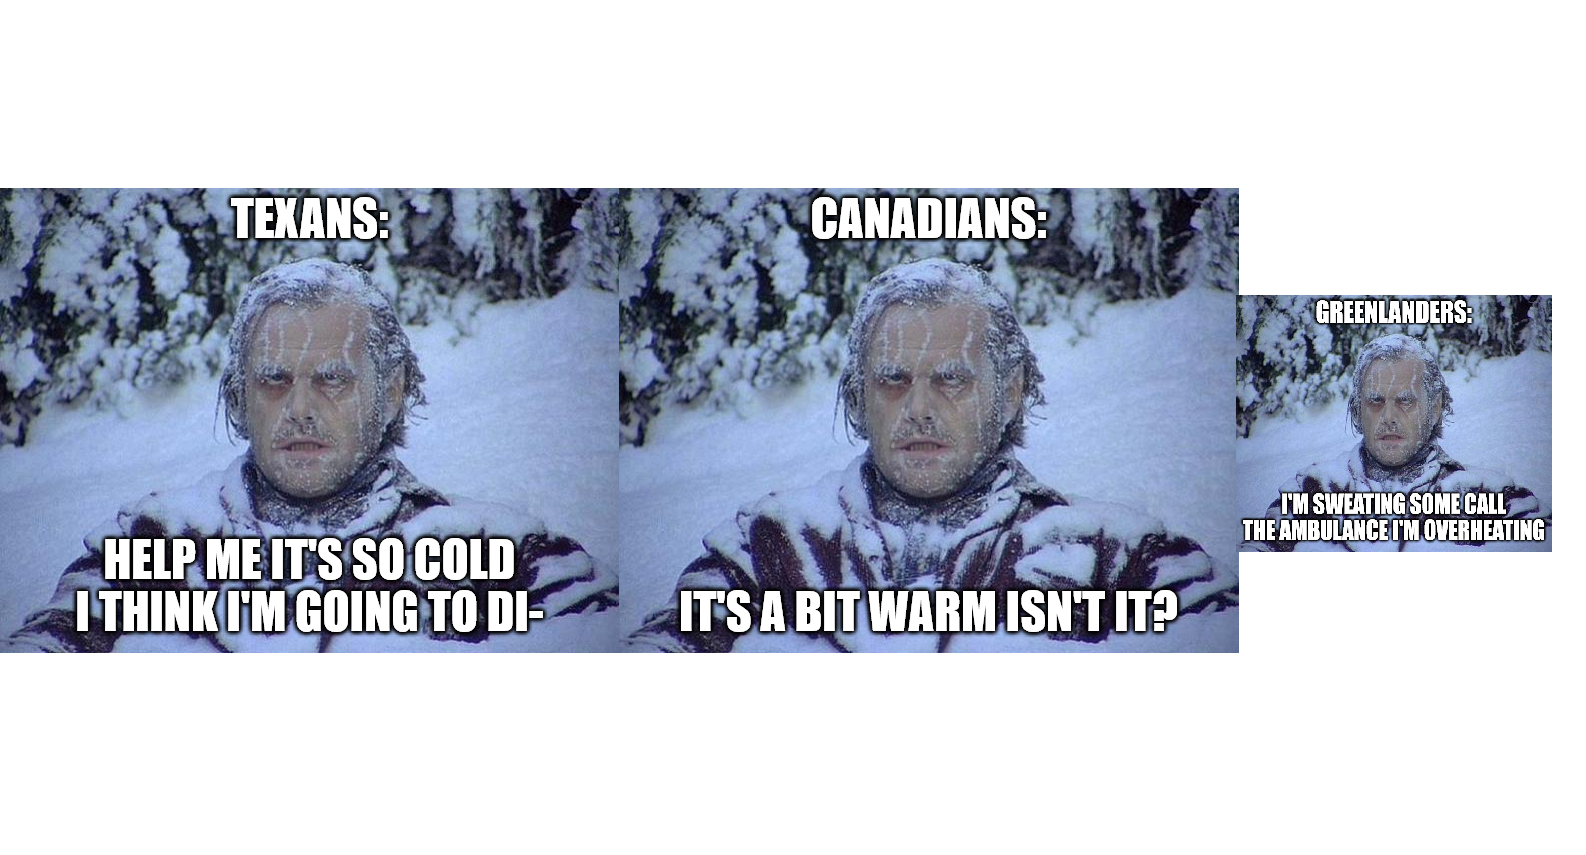 TEXANS:
HELP ME IT'S SO COLD
I THINK I'M GOING TO DI-
CANADIANS:
IT'S A BIT WARM ISN'T IT?
GREENLANDERS:
I'M SWEATING SOME CALL
THE AMBULANCE I'M OVERHEATING